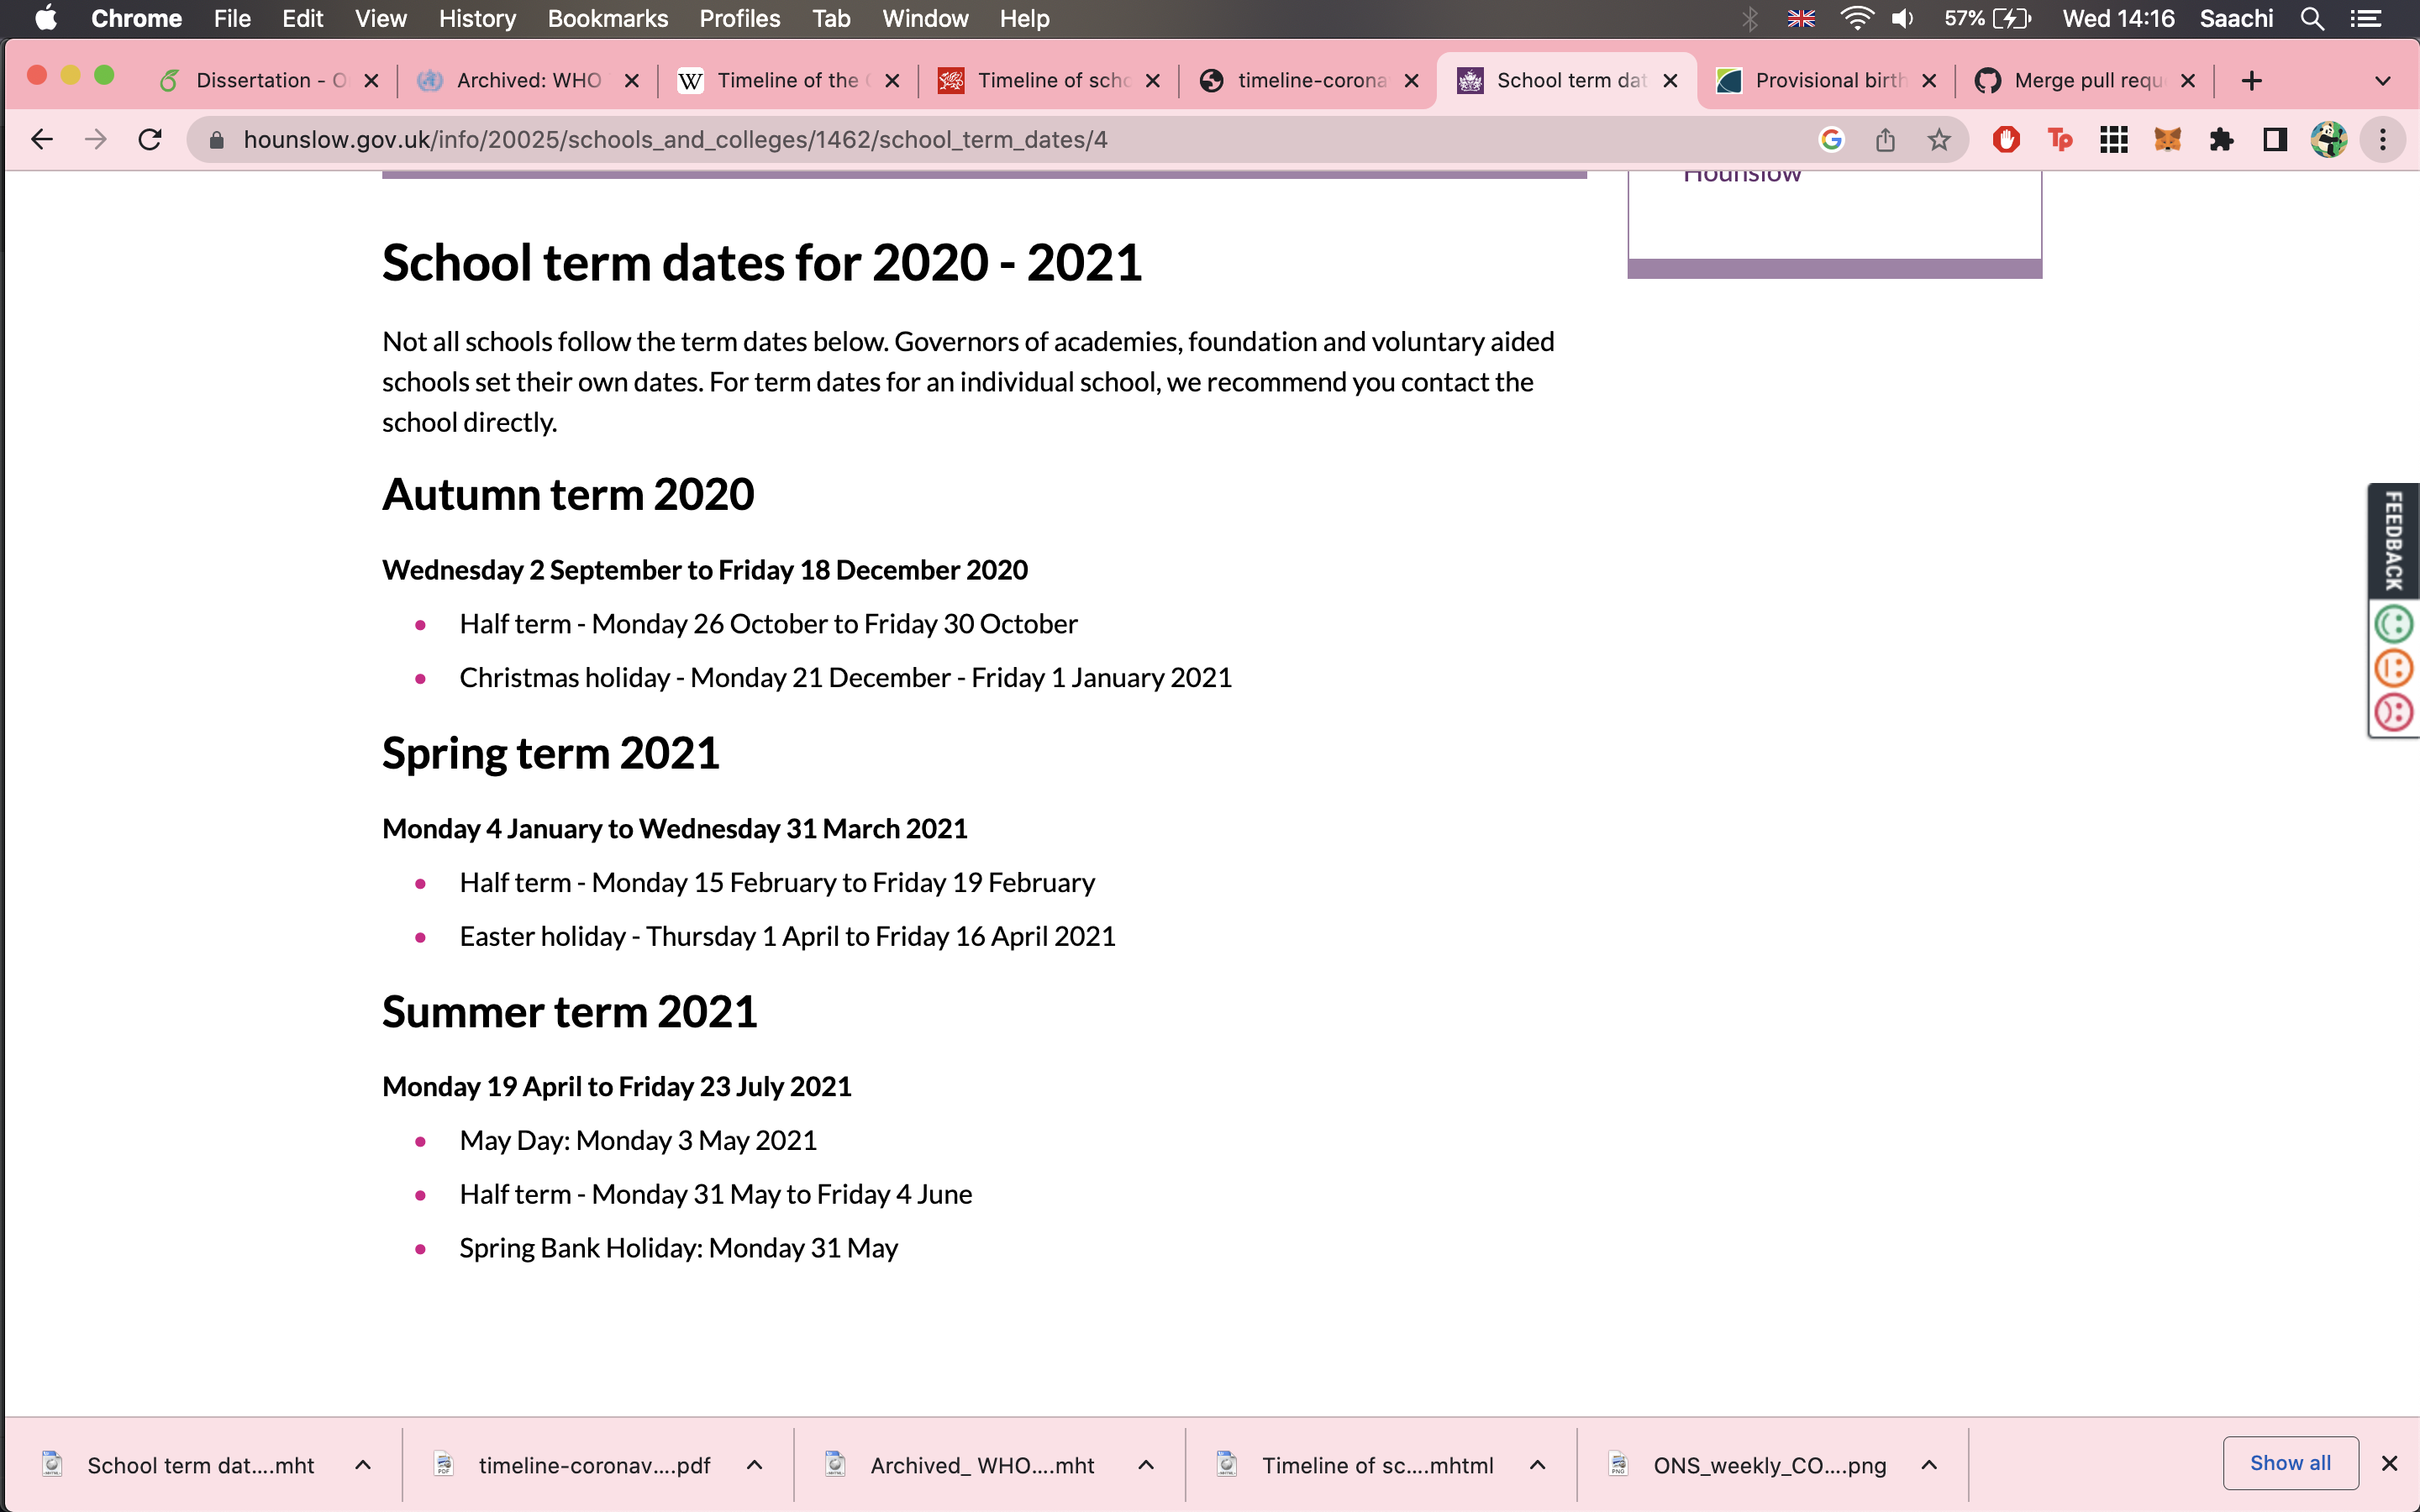 Chrome File Edit View History Bookmarks Profiles Tab Window Help 57% Wed 14:16 Saachi
Dissertation - O Archived: WHO Timeline of the Timeline of scho timeline-corona School term dat Provisional birth Merge pull requ
hounslow.gov.uk/info/20025/schools_and_colleges/1462/school_term_dates/4
Hounslow
School term dates for 2020 - 2021
Not all schools follow the term dates below. Governors of academies, foundation and voluntary aided
schools set their own dates. For term dates for an individual school, we recommend you contact the
school directly.
Autumn term 2020
Wednesday 2 September to Friday 18 December 2020
Half term - Monday 26 October to Friday 30 October
Christmas holiday - Monday 21 December - Friday 1 January 2021
Spring term 2021
Monday 4 January to Wednesday 31 March 2021
Half term - Monday 15 February to Friday 19 February
Easter holiday - Thursday 1 April to Friday 16 April 2021
Summer term 2021
Monday 19 April to Friday 23 July 2021
May Day: Monday 3 May 2021
Half term - Monday 31 May to Friday 4 June
Spring Bank Holiday: Monday 31 May
FEEDBACK
School term dat....mht timeline-coronav....pdf Archived_ WHO....mht Timeline of sc....mhtml ONS_weekly_CO....png Show all